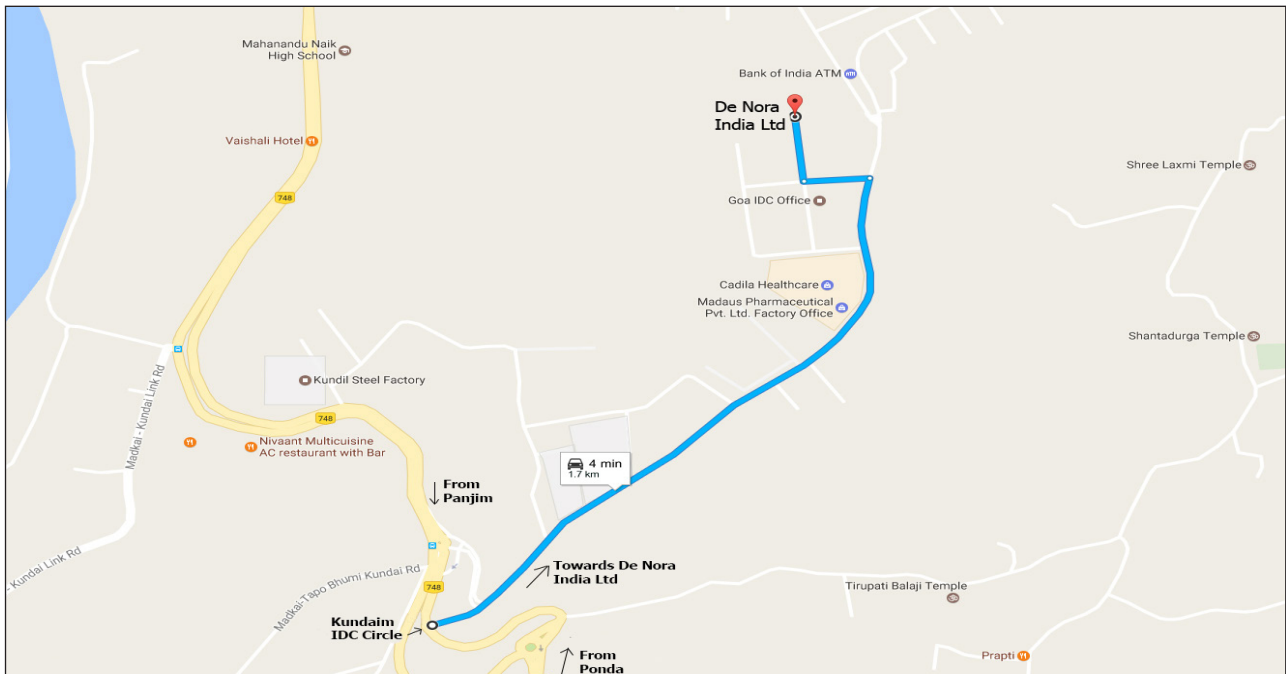 Mahanandu Naik
High School
Bank of India ATM
De Nora
India Ltd
Vaishali Hotel
Shree Laxmi Temple
748
Goa IDC Office
Cadila Healthcare
Madaus Pharmaceutical
Pvt. Ltd. Factory Office
Shantadurga Temple
Kundil Steel Factory
Madkai - Kundai Link Rd
748
Nivaant Multicuisine
AC restaurant with Bar
4 min
1.7 km
From
Panjim
Kundai Link Rd
Madkai-Tapo Bhumi Kundai Rd
Towards De Nora
India Ltd
748
Tirupati Balaji Temple
Kundaim
IDC Circle
From
Ponda
Prapti